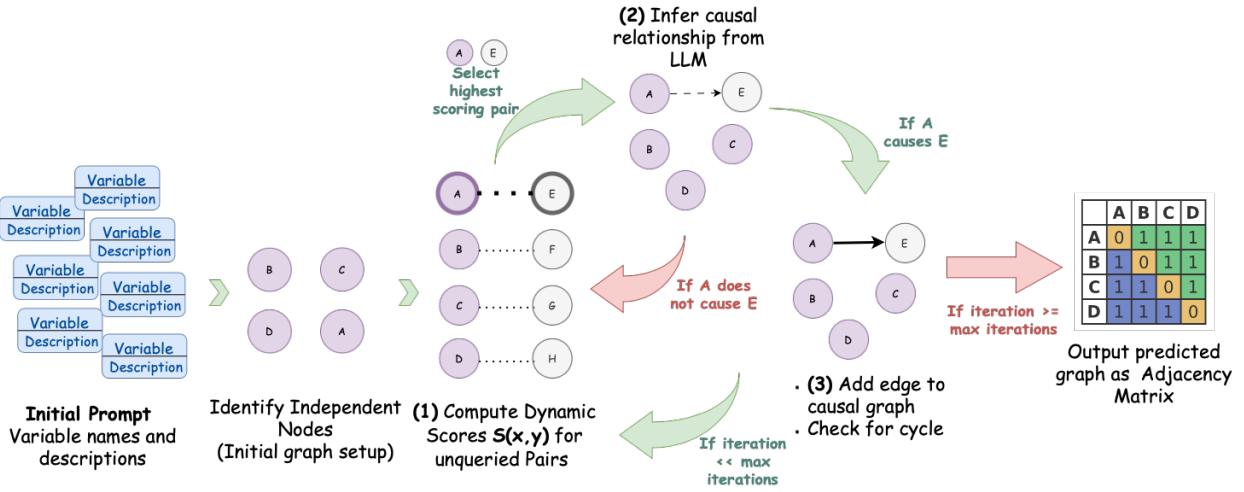 Variable
Description
Variable
Description
Variable
Description
Variable
Description
Variable
Description
Variable
Description
Variable
Description
Initial Prompt
Variable names and
descriptions
B
C
D
A
Identify Independent
Nodes
(Initial graph setup)
A
E
B
F
C
G
D
H
(1) Compute Dynamic
Scores S(x,y) for
unqueried Pairs
A
E
Select
highest
scoring pair
(2) Infer causal
relationship from
LLM
A
E
B
C
D
If A does
not cause E
If A
causes E
A
E
B
C
D
. (3) Add edge to
causal graph
. Check for cycle
If iteration
<< max
iterations
If iteration >=
max iterations
A B C D
A 0 1 1 1
B 1 0 1 1
C 1 1 0 1
D 1 1 1 0
Output predicted
graph as Adjacency
Matrix